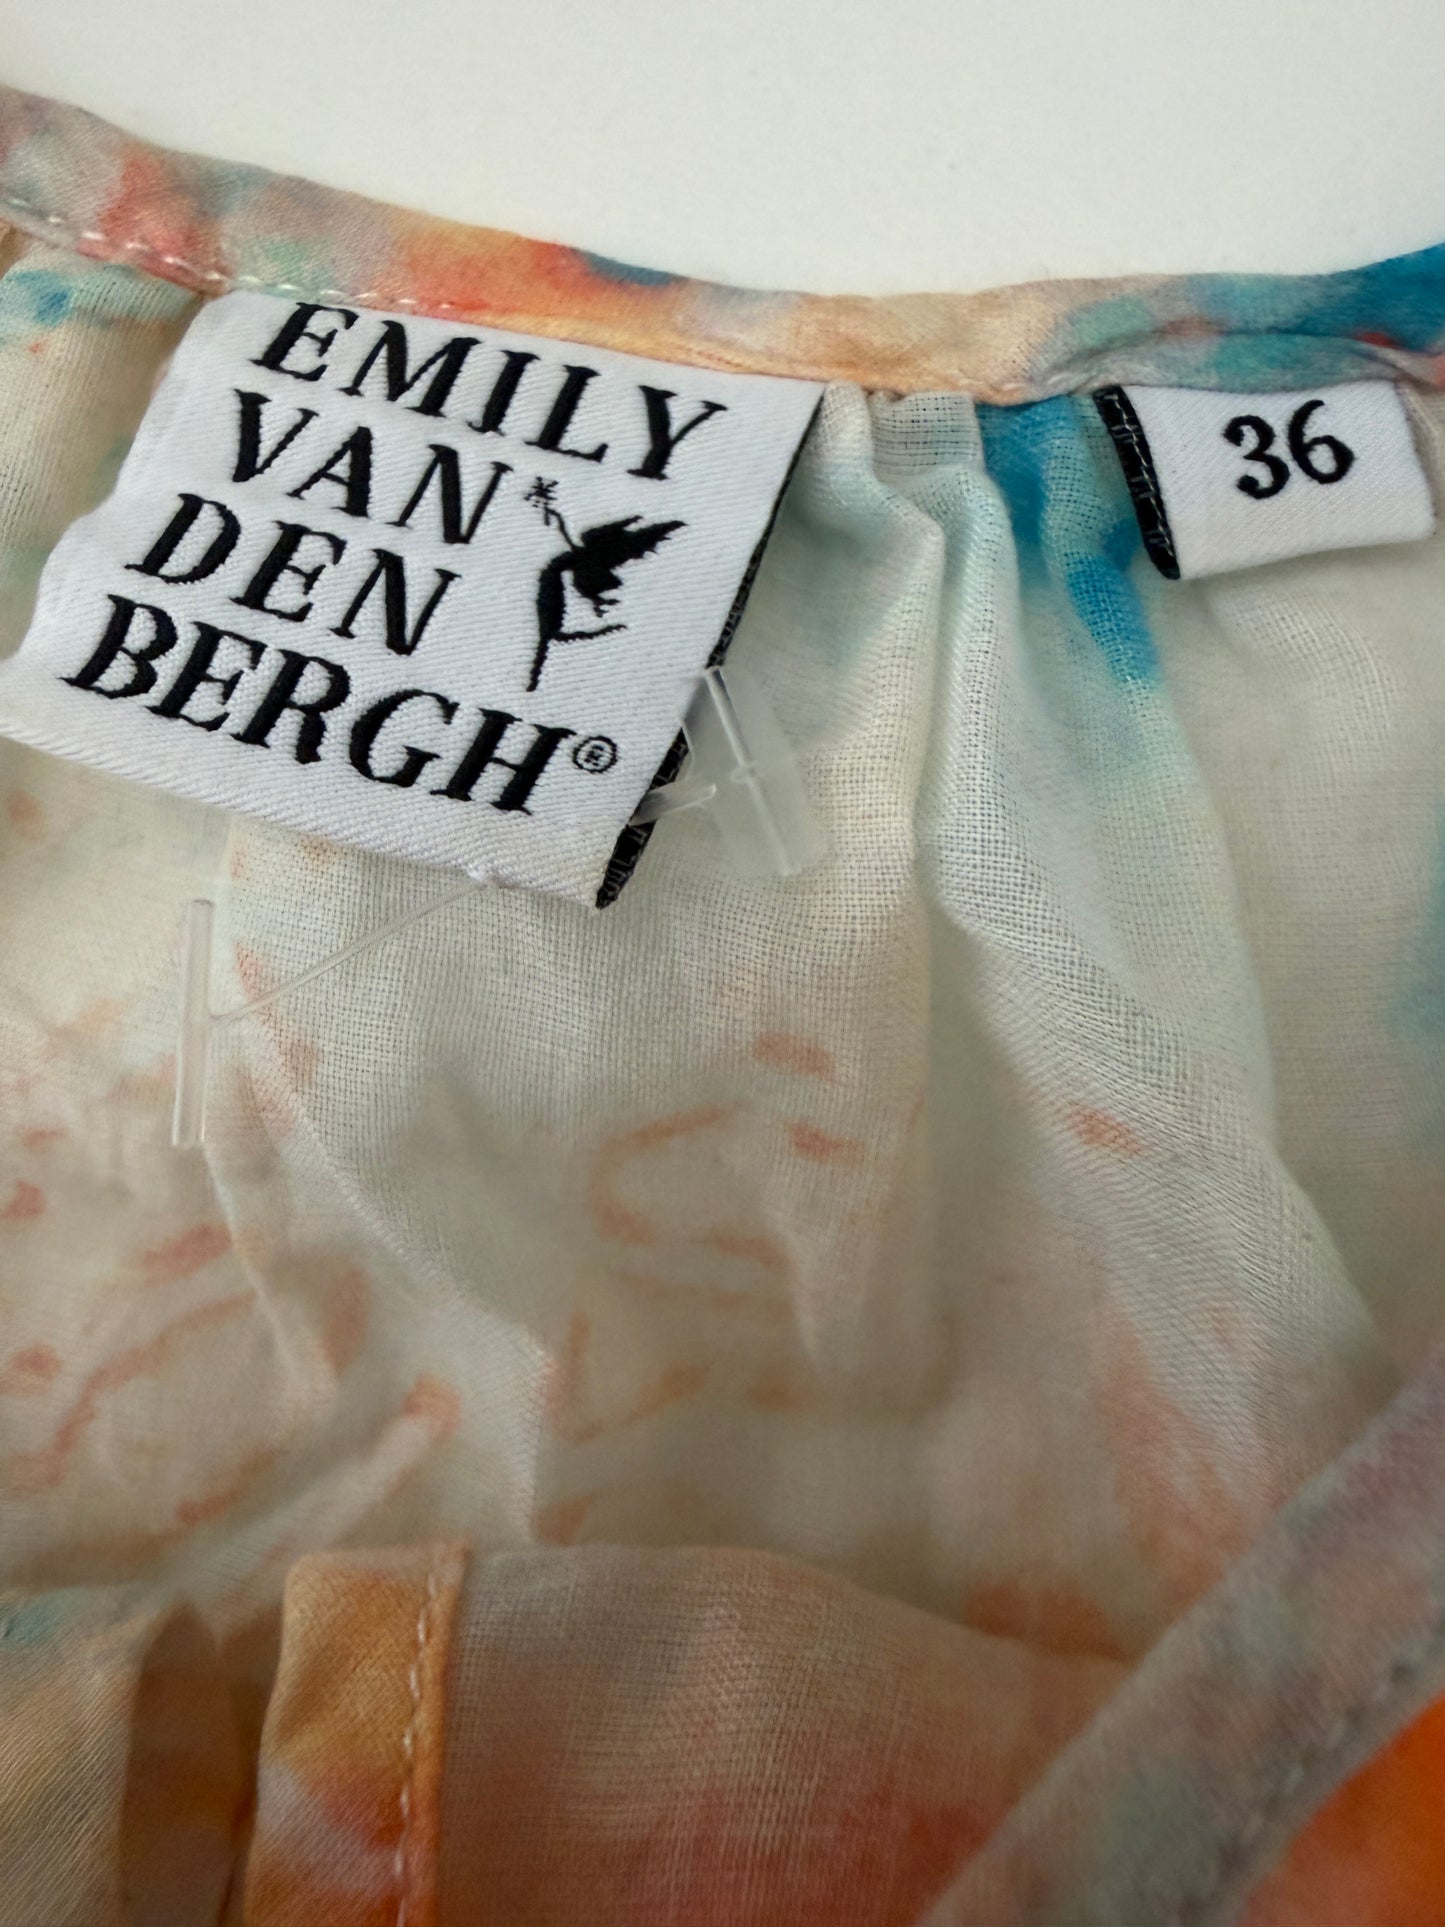 EMILY
VAN
DEN
BERGH®
36